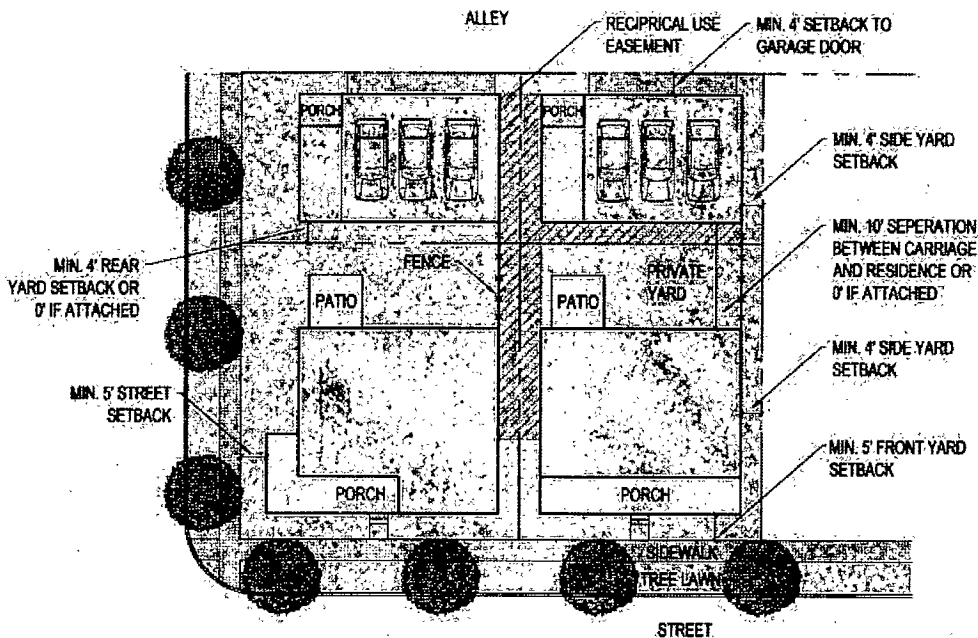 ALLEY
RECIPRICAL USE
EASEMENT
MIN. 4' SETBACK TO
GARAGE DOOR
PORCH
PORCH
MIN. 4' SIDE YARD
SETBACK
MIN. 10' SEPERATION
BETWEEN CARRIAGE
AND RESIDENCE OR
0' IF ATTACHED
MIN. 4' REAR
YARD SETBACK OR
0' IF ATTACHED
FENCE
PRIVATE
YARD
PATIO
PATIO
MIN. 4' SIDE YARD
SETBACK
MIN. 5' STREET
SETBACK
MIN. 5' FRONT YARD
SETBACK
PORCH
PORCH
SIDEWALK
TREE LAWN
STREET